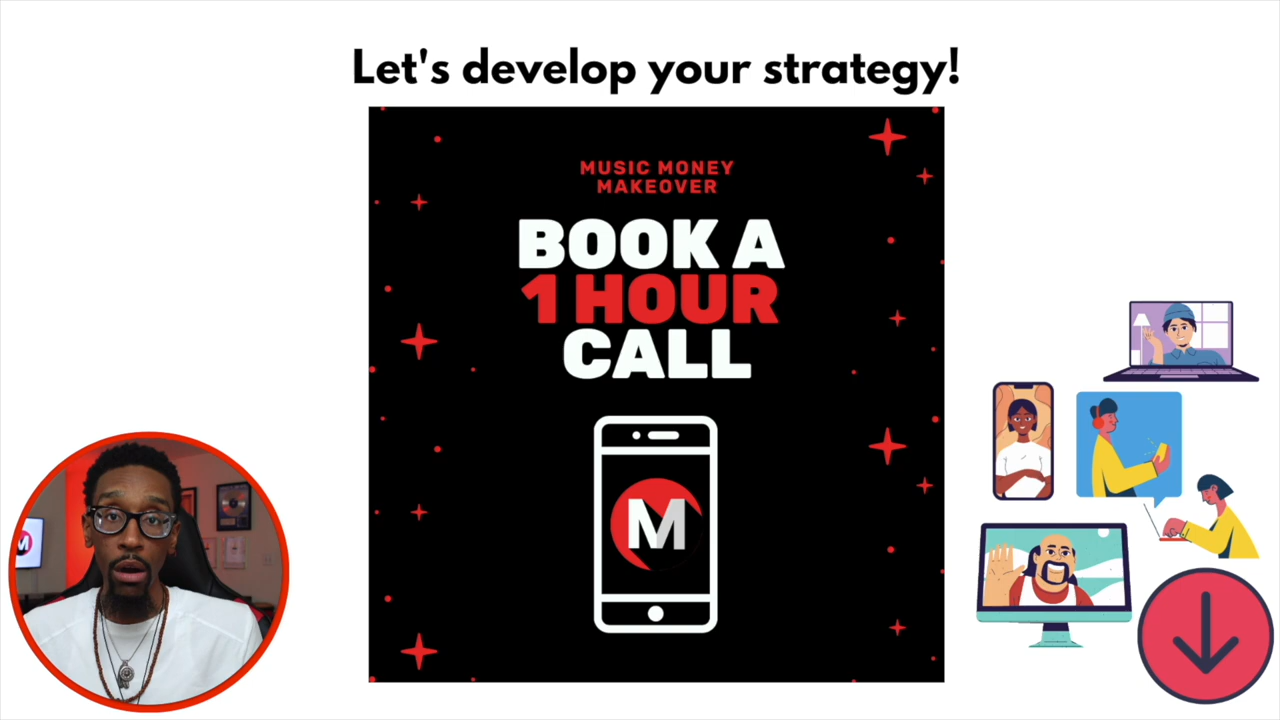 Let's develop your strategy!
MUSIC MONEY
MAKEOVER
BOOK A
1 HOUR
CALL
M
M